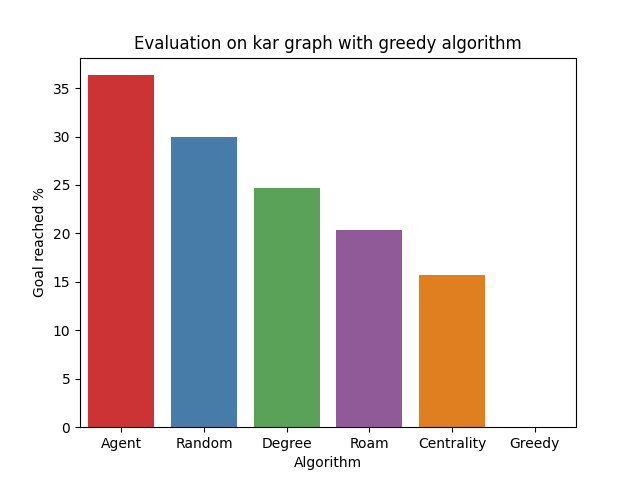 Evaluation on kar graph with greedy algorithm
Goal reached %
35
30
25
20
15
10
5
0
Agent Random Degree Roam Centrality Greedy
Algorithm